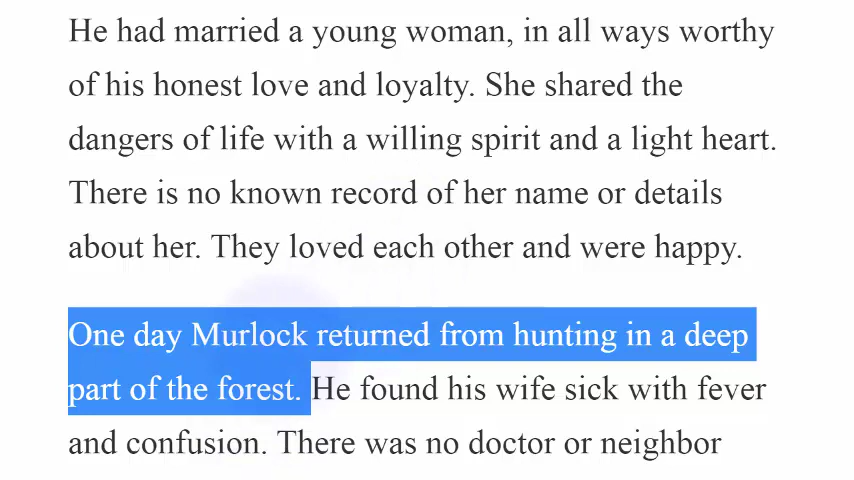 He had married a young woman, in all ways worthy
of his honest love and loyalty. She shared the
dangers of life with a willing spirit and a light heart.
There is no known record of her name or details
about her. They loved each other and were happy.
One day Murlock returned from hunting in a deep
part of the forest. He found his wife sick with fever
and confusion. There was no doctor or neighbor